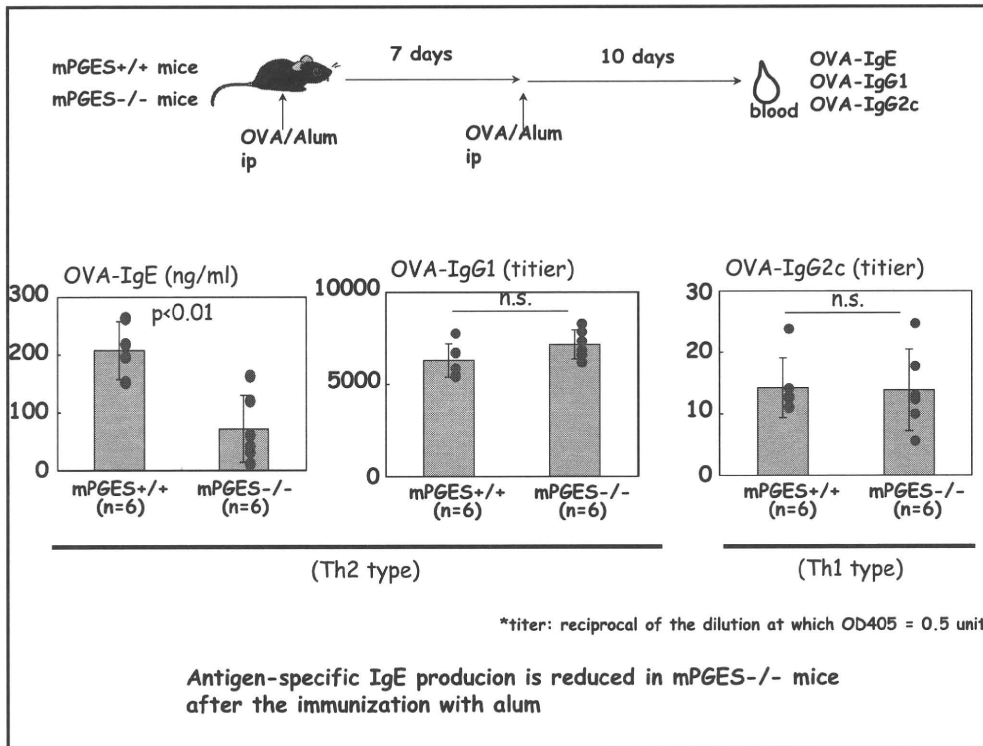 mPGES+/+ mice
mPGES-/- mice
7 days
10 days
OVA/Alum
ip
OVA/Alum
ip
blood
OVA-IgE
OVA-IgG1
OVA-IgG2c
OVA-IgE (ng/ml)
300
200
100
0
p<0.01
mPGES+/+
(n=6)
mPGES-/-
(n=6)
OVA-IgG1 (titier)
10000
5000
0
n.s.
mPGES+/+
(n=6)
mPGES-/-
(n=6)
OVA-IgG2c (titier)
30
20
10
0
n.s.
mPGES+/+
(n=6)
mPGES-/-
(n=6)
(Th2 type)
(Th1 type)
*titer: reciprocal of the dilution at which OD405 = 0.5 unit
Antigen-specific IgE producion is reduced in mPGES-/- mice
after the immunization with alum